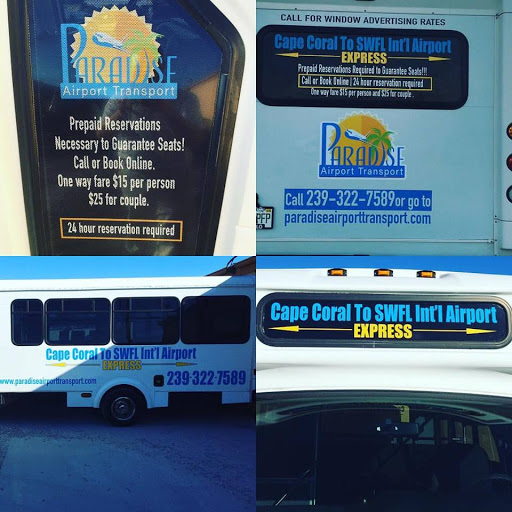 PARADISE
Airport Transport
Prepaid Reservations
Necessary to Guarantee Seats!
Call or Book Online.
One way fare $15 per person
$25 for couple.
24 hour reservation required
CALL FOR WINDOW ADVERTISING RATES
Cape Coral To SWFL Int'l Airport
EXPRESS
Prepaid Reservations Required to Guarantee Seats!!!
Call or Book Online | 24 hour reservation required
One way fare $15 per person and $25 for couple.
PARADISE
Airport Transport
Call 239-322-7589 or go to
paradiseairporttransport.com
Cape Coral To SWFL Int'l Airport
EXPRESS
www.paradiseairporttransport.com
239-322-7589
Cape Coral To SWFL Int'l Airport
EXPRESS